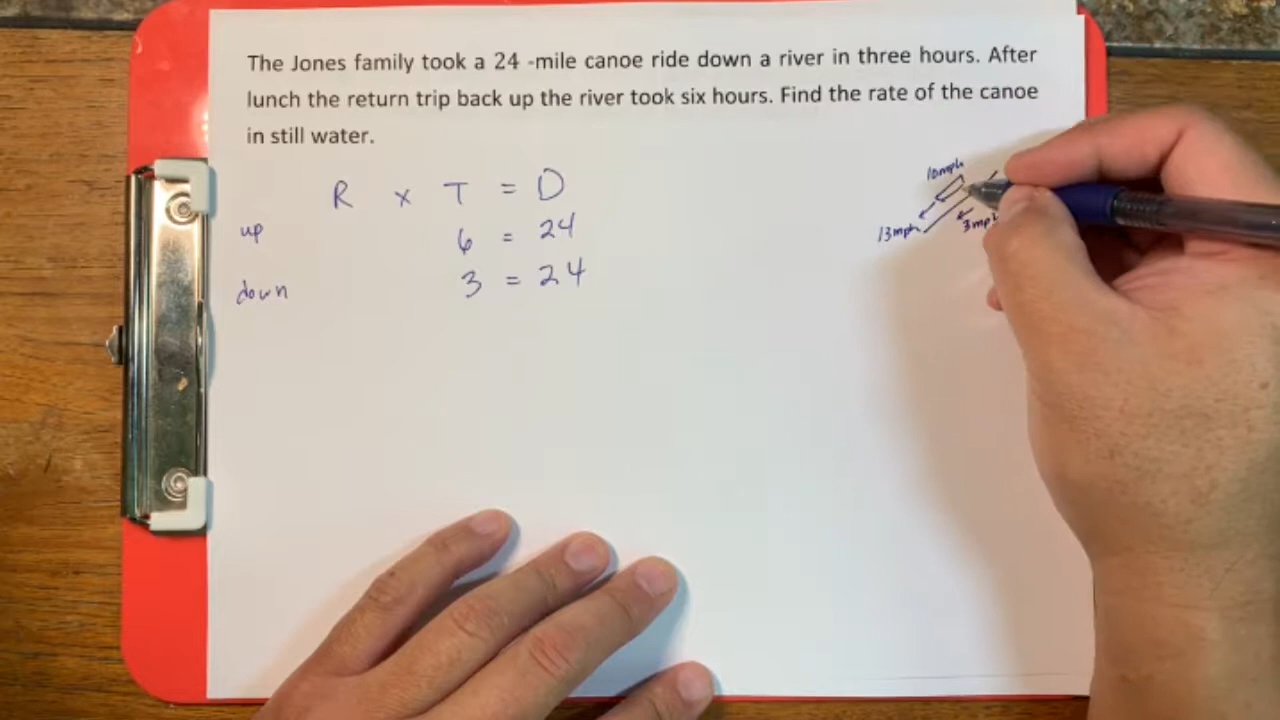 The Jones family took a 24 -mile canoe ride down a river in three hours. After
lunch the return trip back up the river took six hours. Find the rate of the canoe
in still water.
R x T = D
up 6 = 24
down 3 = 24
10mph
13mph 3mph